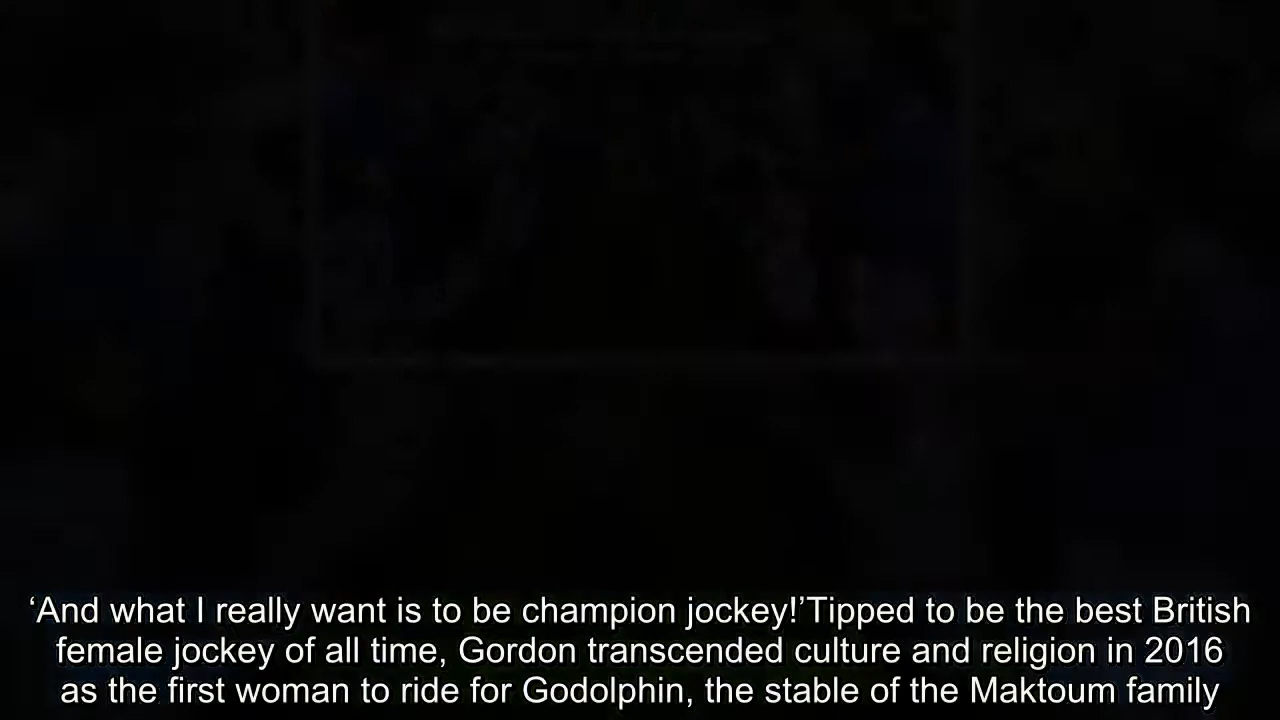 ‘And what I really want is to be champion jockey!’Tipped to be the best British
female jockey of all time, Gordon transcended culture and religion in 2016
as the first woman to ride for Godolphin, the stable of the Maktoum family